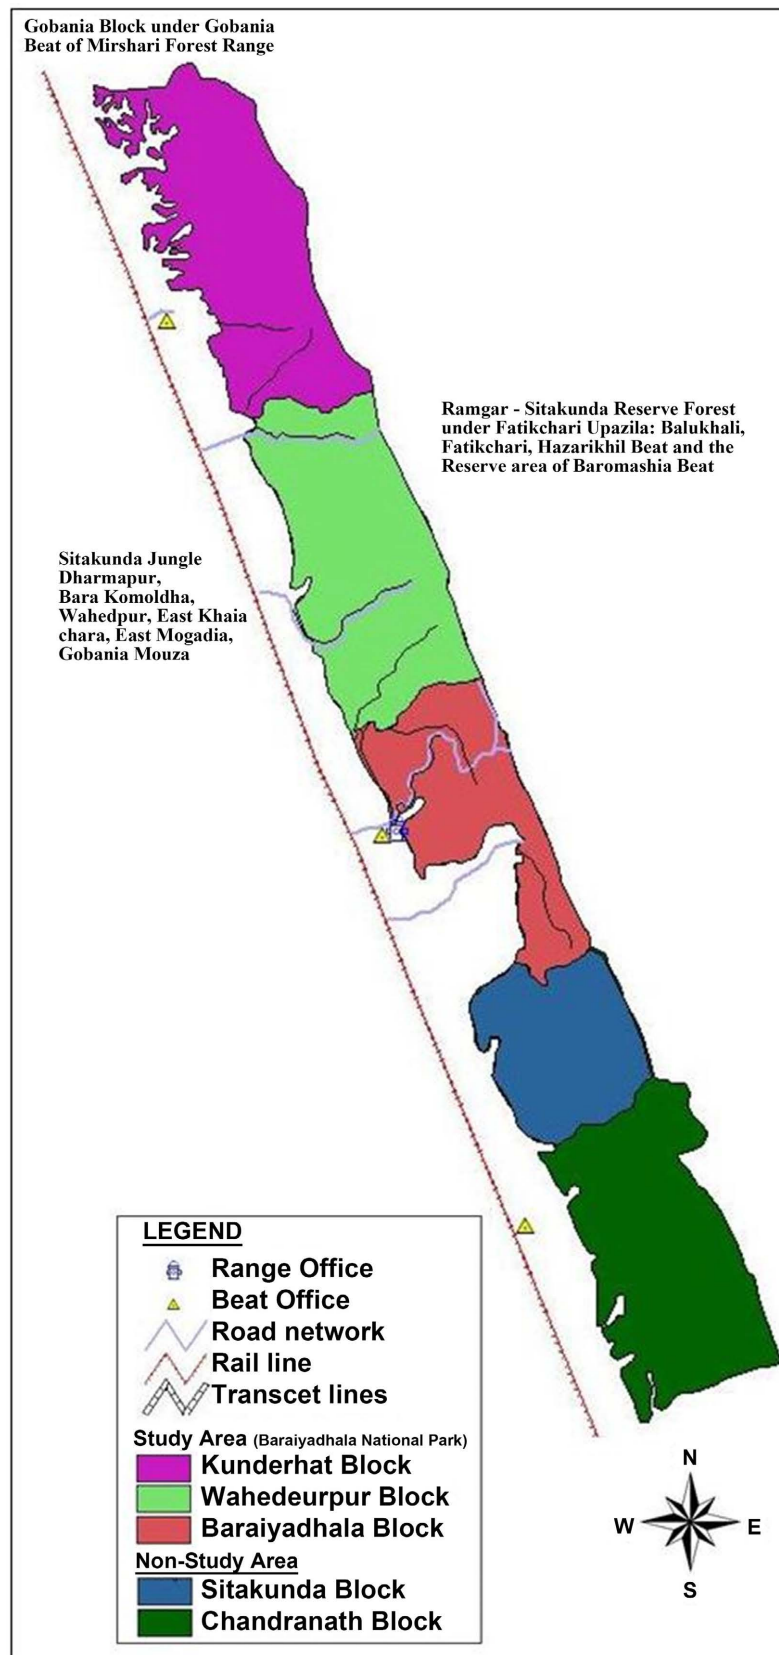 Gobania Block under Gobania
Beat of Mirshari Forest Range
Ramgar - Sitakunda Reserve Forest
under Fatikchari Upazila: Balukhali,
Fatikchari, Hazarikhil Beat and the
Reserve area of Baromashia Beat
Sitakunda Jungle
Dharmapur,
Bara Komoldha,
Wahedpur, East Khaia
chara, East Mogadia,
Gobania Mouza
LEGEND
Range Office
Beat Office
Road network
Rail line
Transcet lines
Study Area (Baraiyadhala National Park)
Kunderhat Block
Wahedeurpur Block
Baraiyadhala Block
Non-Study Area
Sitakunda Block
Chandranath Block
N
W E
S